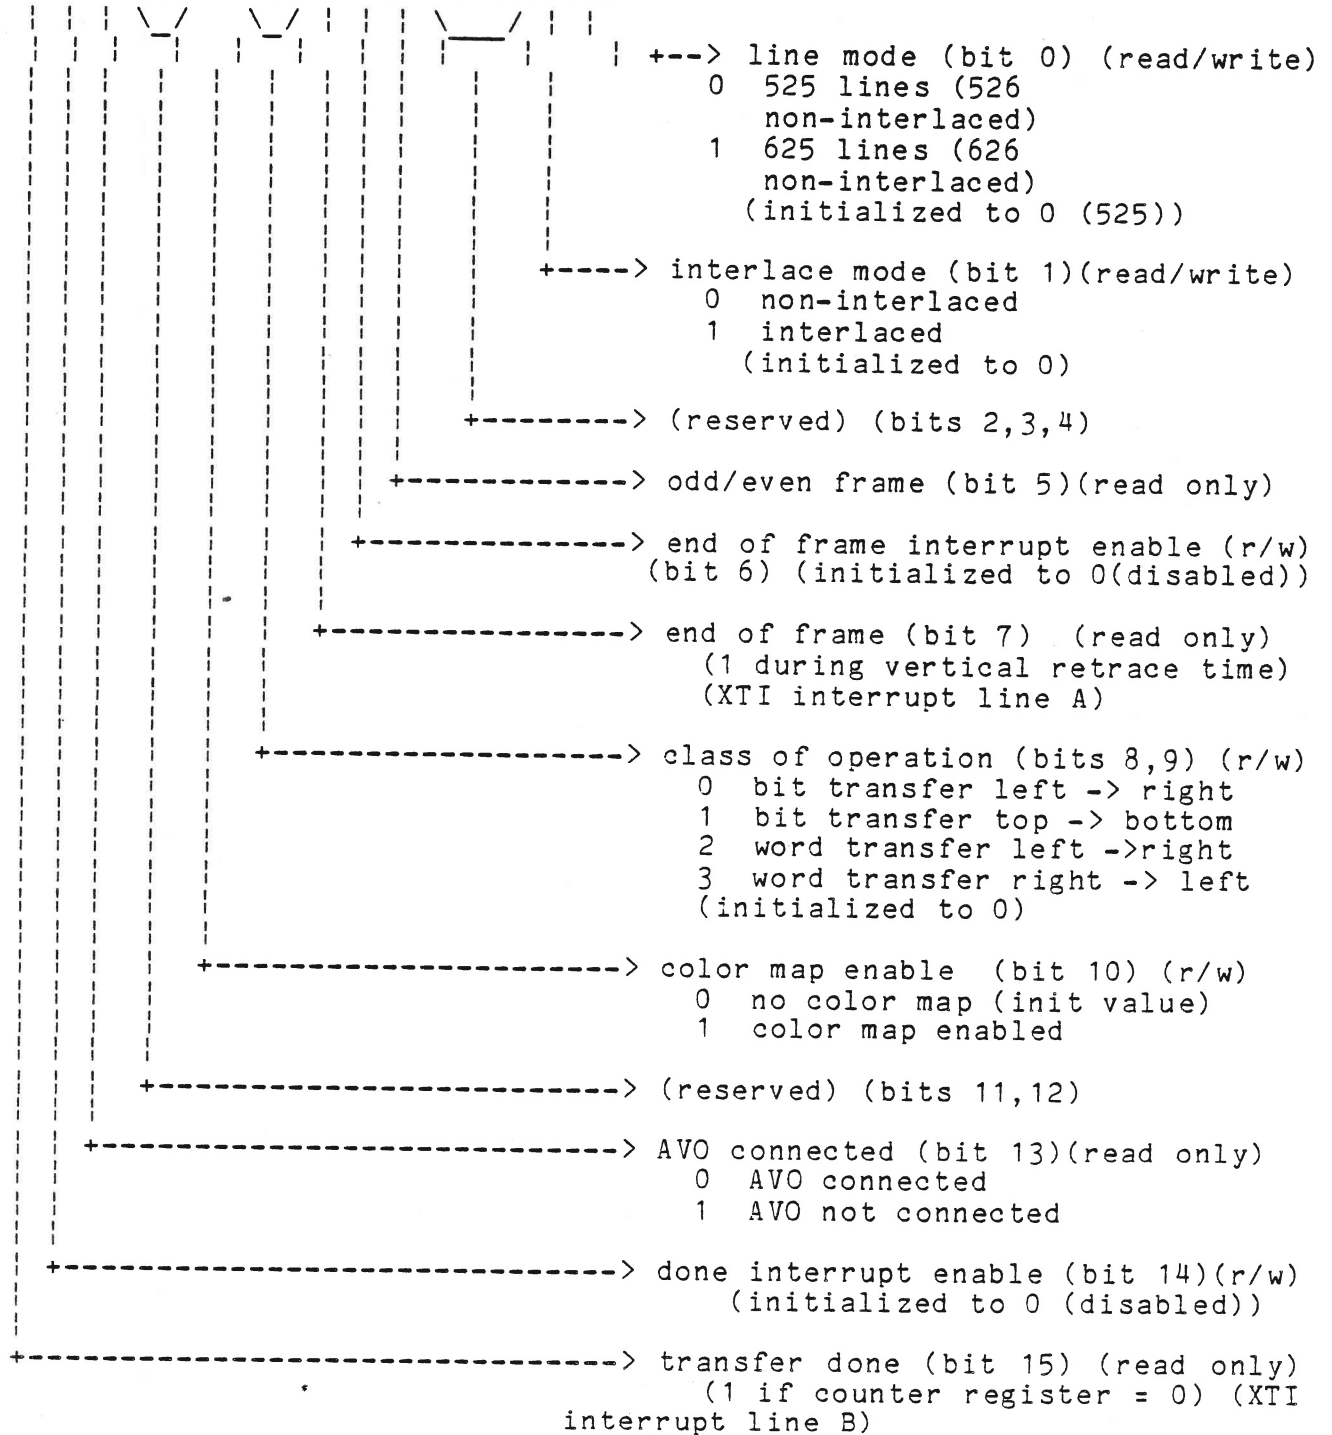 +--> line mode (bit 0) (read/write)
0 525 lines (526
non-interlaced)
1 625 lines (626
non-interlaced)
(initialized to 0 (525))
+----> interlace mode (bit 1)(read/write)
0 non-interlaced
1 interlaced
(initialized to 0)
+---------> (reserved) (bits 2,3,4)
+-------------> odd/even frame (bit 5)(read only)
+---------------> end of frame interrupt enable (r/w)
(bit 6) (initialized to 0(disabled))
+-----------------> end of frame (bit 7) (read only)
(1 during vertical retrace time)
(XTI interrupt line A)
+--------------------> class of operation (bits 8,9) (r/w)
0 bit transfer left -> right
1 bit transfer top -> bottom
2 word transfer left ->right
3 word transfer right -> left
(initialized to 0)
+-----------------------> color map enable (bit 10) (r/w)
0 no color map (init value)
1 color map enabled
+--------------------------> (reserved) (bits 11,12)
+-----------------------------> AVO connected (bit 13)(read only)
0 AVO connected
1 AVO not connected
+-------------------------------> done interrupt enable (bit 14)(r/w)
(initialized to 0 (disabled))
+---------------------------------> transfer done (bit 15) (read only)
(1 if counter register = 0) (XTI
interrupt line B)